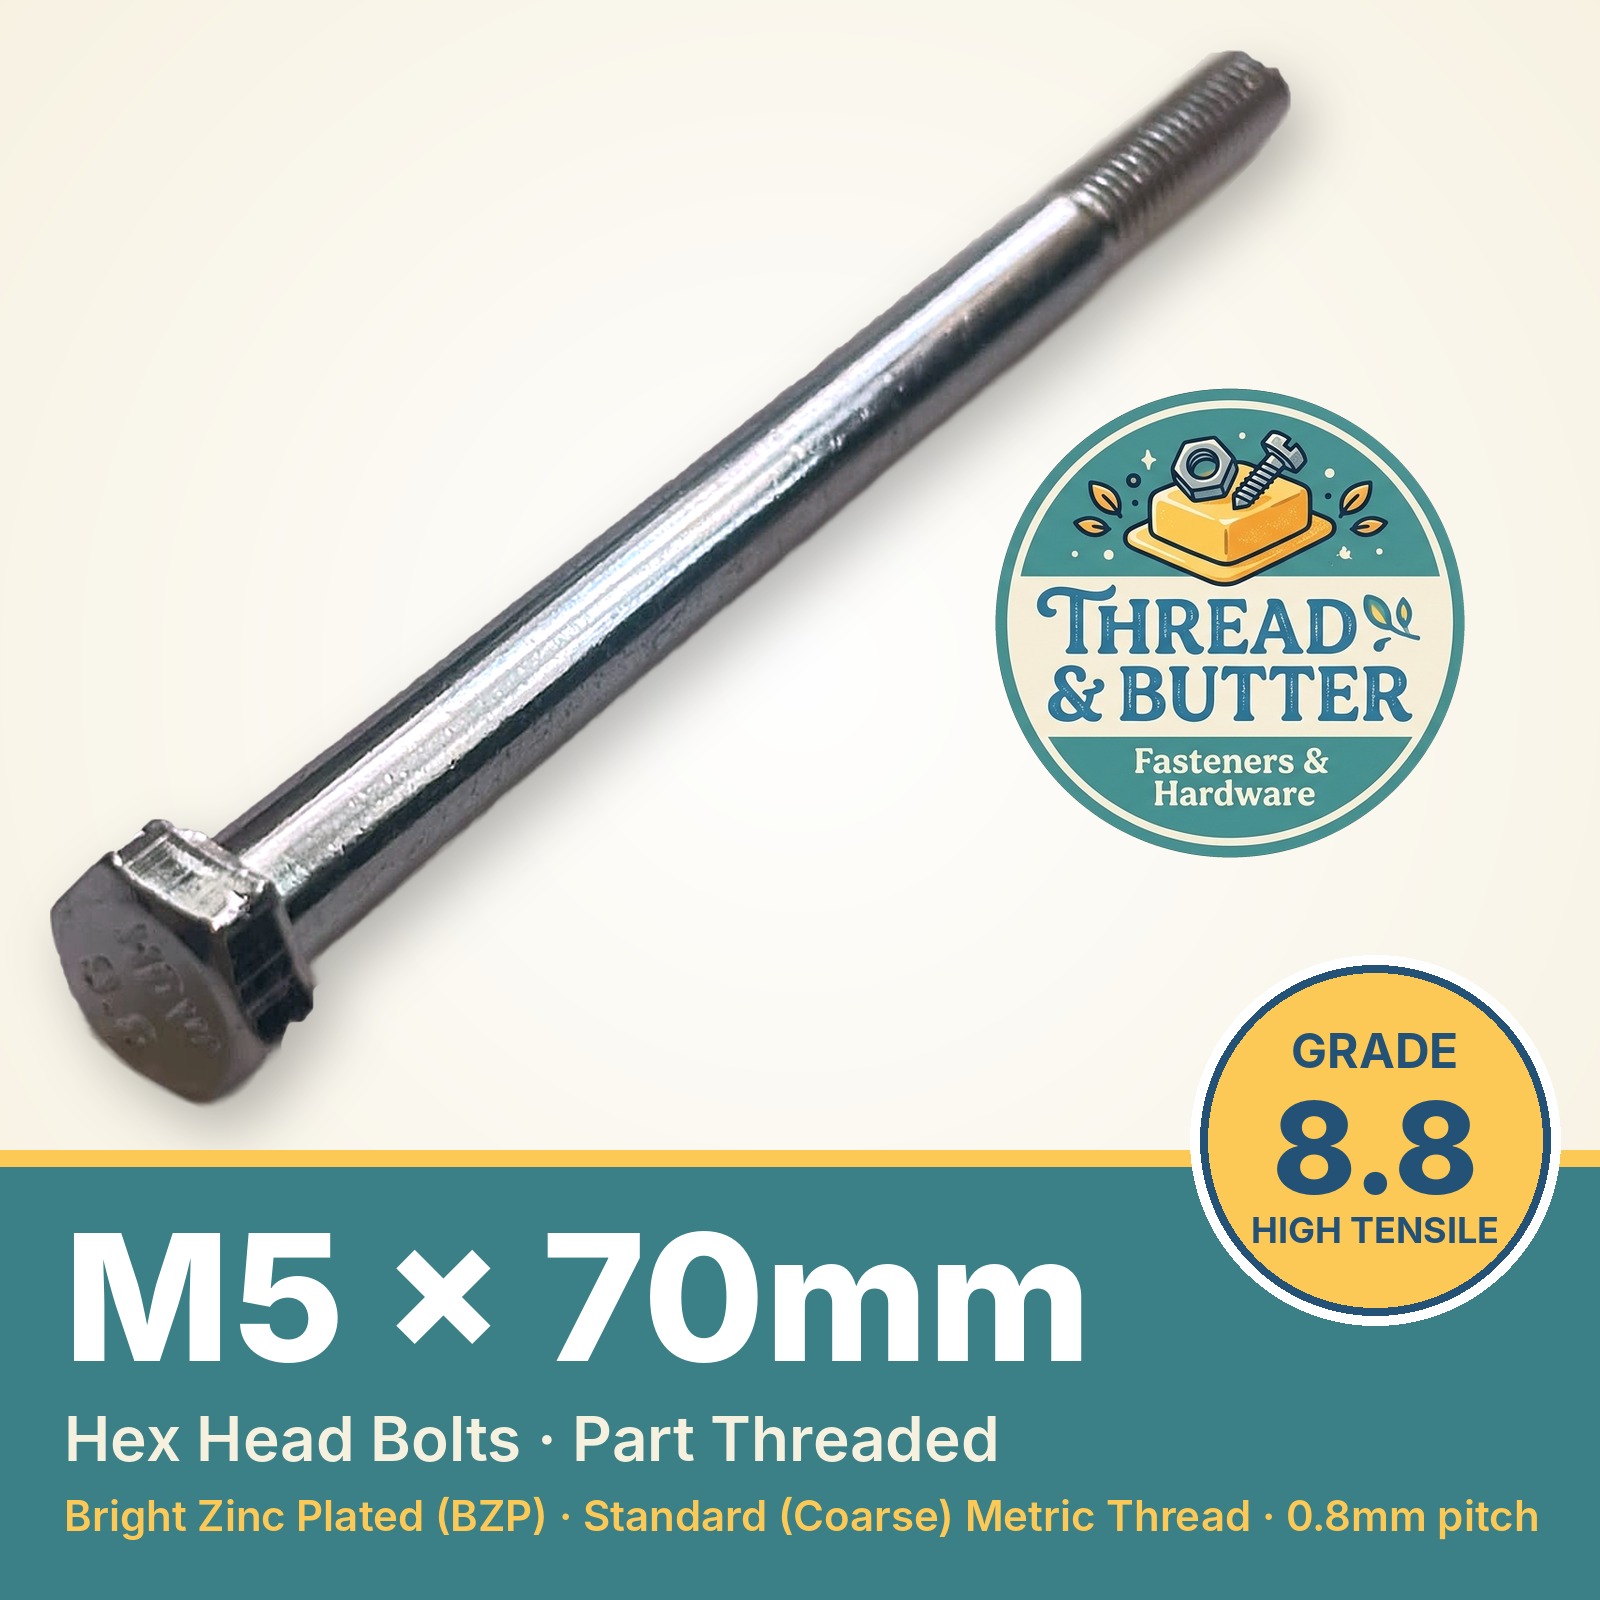 THREAD
& BUTTER
Fasteners &
Hardware
GRADE
8.8
HIGH TENSILE
M5 × 70mm
Hex Head Bolts · Part Threaded
Bright Zinc Plated (BZP) · Standard (Coarse) Metric Thread · 0.8mm pitch